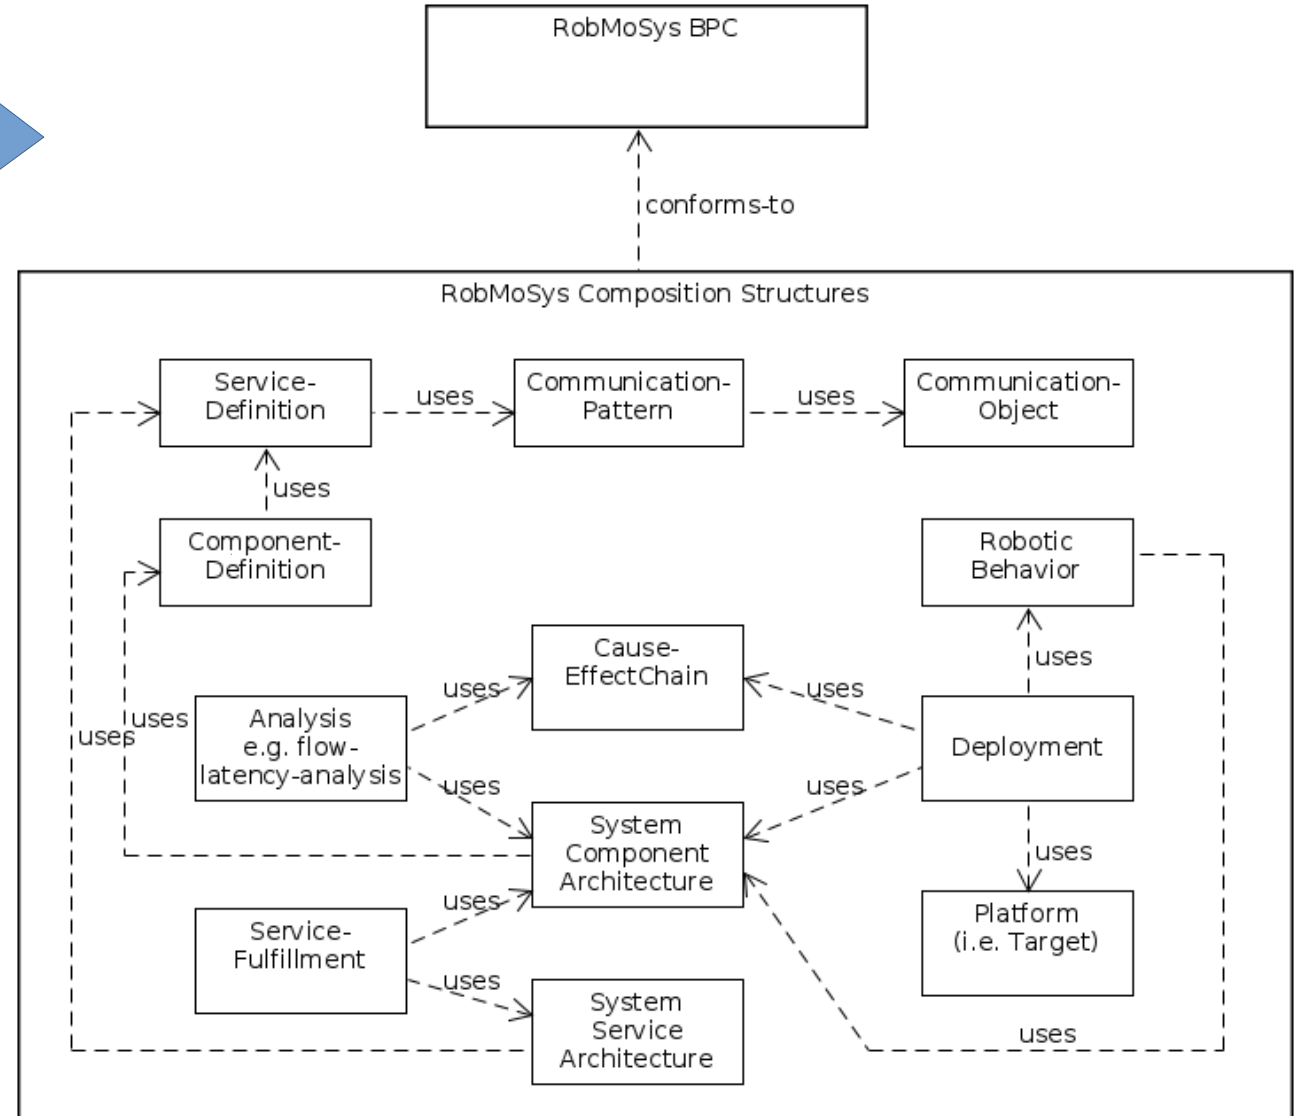 RobMoSys BPC
conforms-to
RobMoSys Composition Structures
Service-
Definition
uses
Communication-
Pattern
uses
Communication-
Object
uses
Component-
Definition
Robotic
Behavior
Cause-
EffectChain
uses
uses
uses
uses
uses
Analysis
e.g. flow-
latency-analysis
Deployment
uses
uses
System
Component
Architecture
uses
uses
Service-
Fulfillment
Platform
(i.e. Target)
uses
System
Service
Architecture
uses